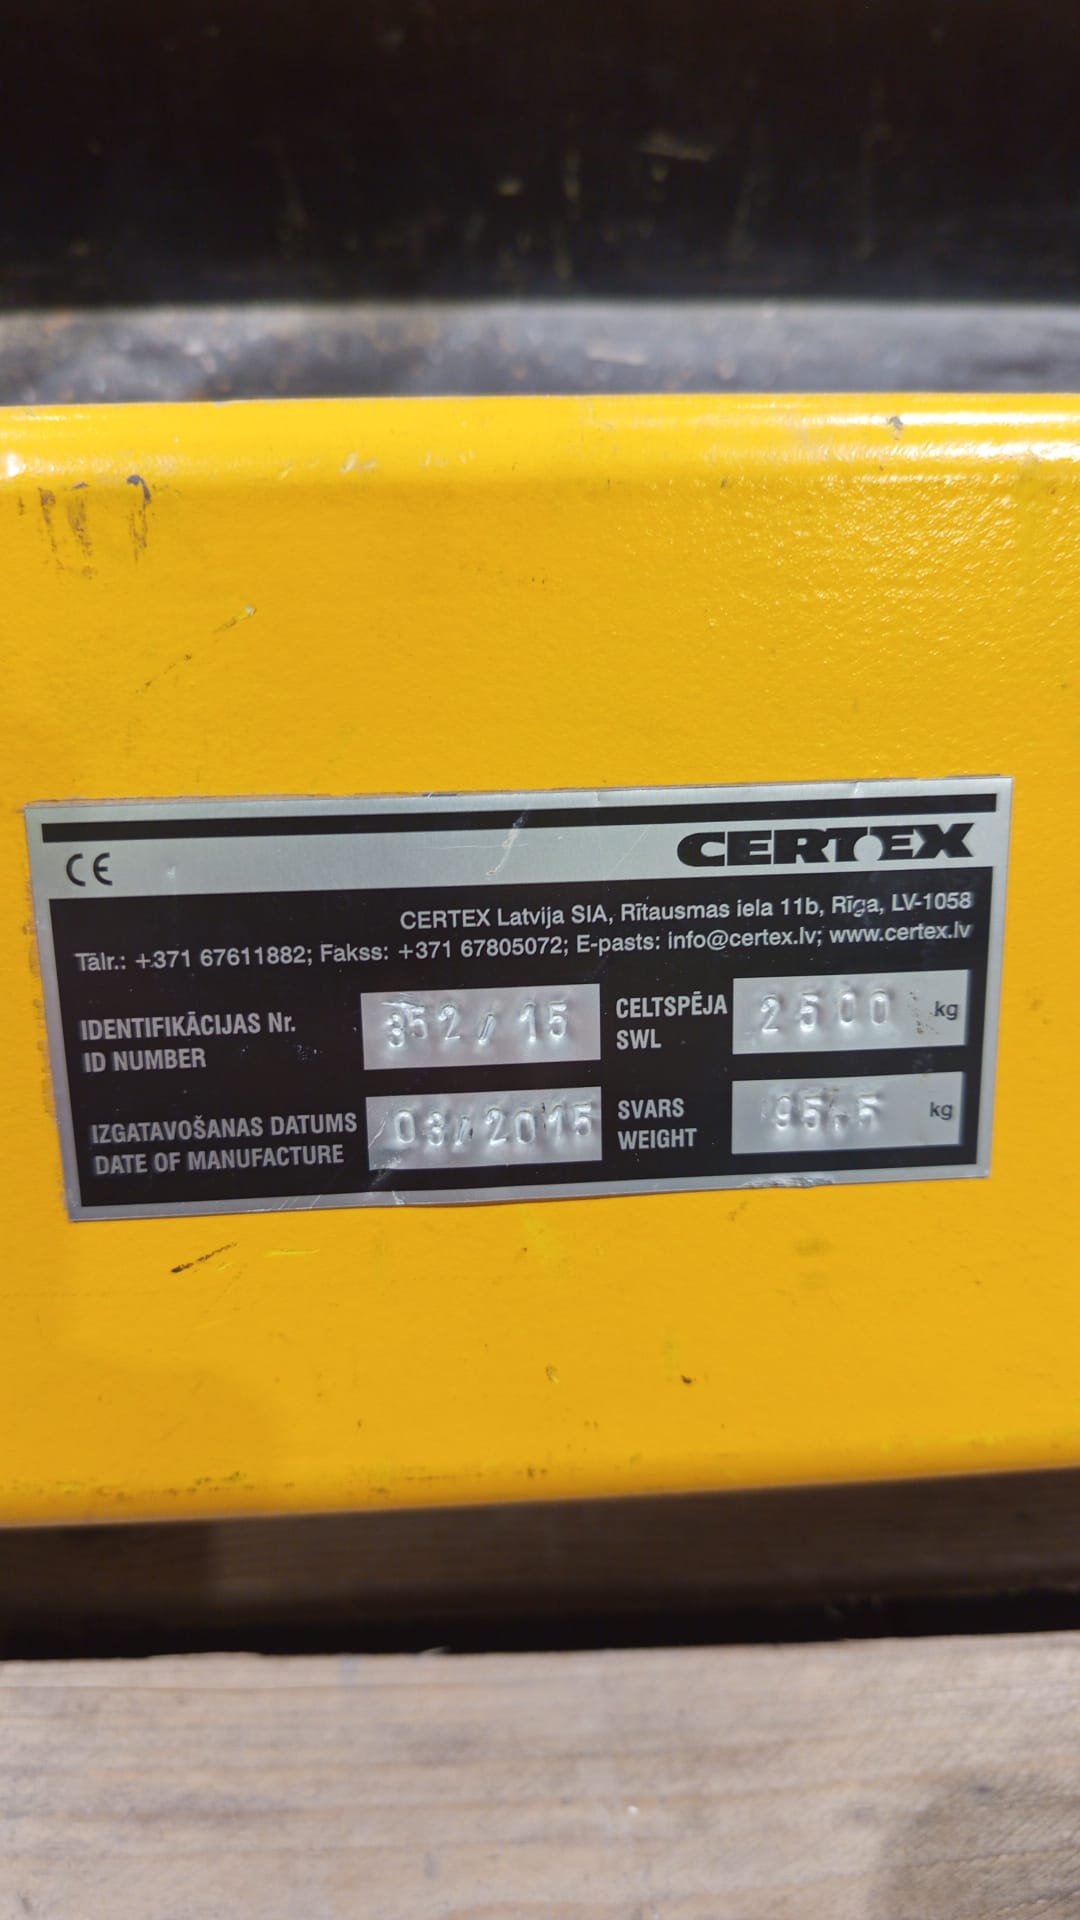 CE
CERTEX
CERTEX Latvija SIA, Rītausmas iela 11b, Rīga, LV-1058
Tālr.: +371 67611882; Fakss: +371 67805072; E-pasts: info@certex.lv; www.certex.lv
IDENTIFIKĀCIJAS Nr.
ID NUMBER
352/15
CELTSPĒJA
SWL
2500 kg
IZGATAVOŠANAS DATUMS
DATE OF MANUFACTURE
03/2015
SVARS
WEIGHT
95.5 kg